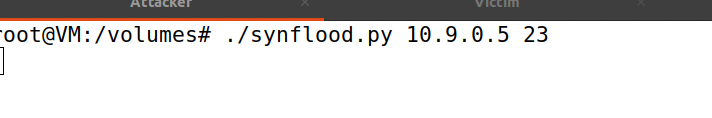 Attacker
Victim
root@VM:/volumes# ./synflood.py 10.9.0.5 23